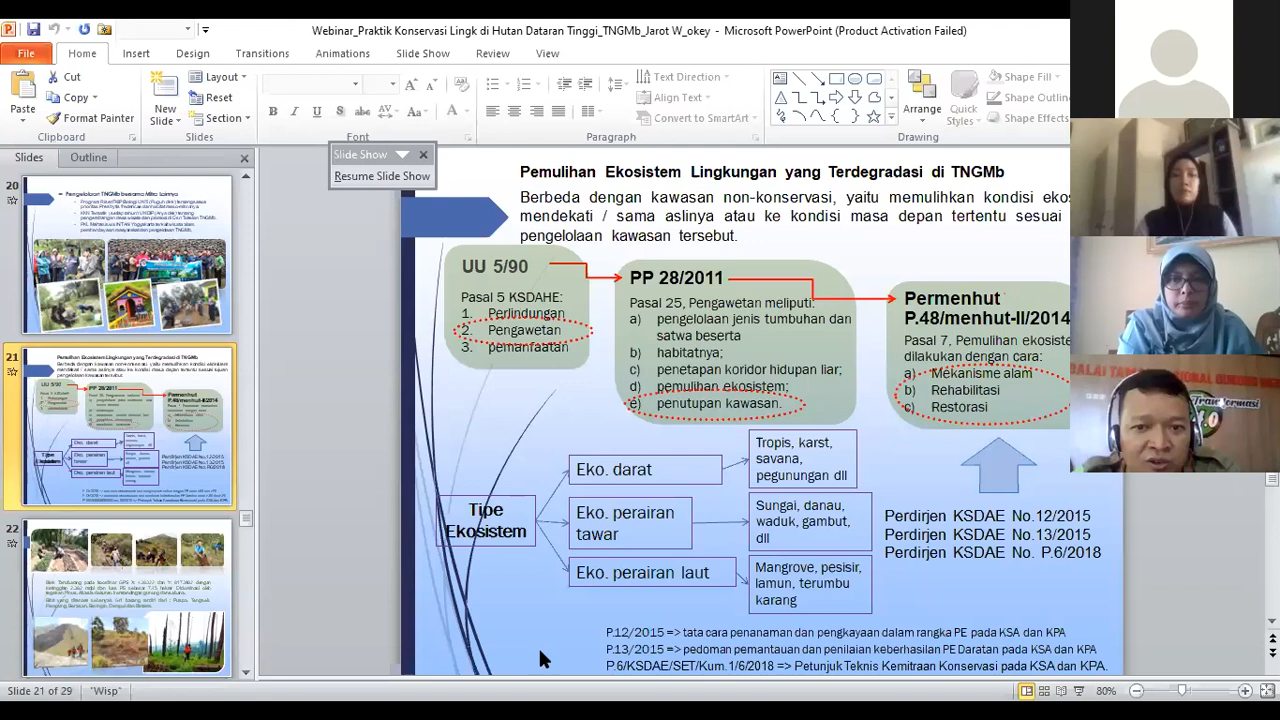 Webinar_Praktik Konservasi Lingk di Hutan Dataran Tinggi_TNGMb_Jarot W_okey - Microsoft PowerPoint (Product Activation Failed)
File Home Insert Design Transitions Animations Slide Show Review View
Paste
Cut
Copy
Format Painter
Clipboard
New Slide
Layout
Reset
Section
Slides
Font
Text Direction
Align Text
Convert to SmartArt
Paragraph
Arrange
Quick Styles
Shape Fill
Shape Outline
Shape Effects
Drawing
Slides Outline
Slide Show
Resume Slide Show
20
Pengelolaan TNGMb bersama Mitra Lainnya
21
22
Pemulihan Ekosistem Lingkungan yang Terdegradasi di TNGMb
Berbeda dengan kawasan non-konservasi, yaitu memulihkan kondisi
mendekati / sama aslinya atau ke kondisi masa depan tertentu sesuai
pengelolaan kawasan tersebut.
UU 5/90
Pasal 5 KSDAHE:
1. Perlindungan
2. Pengawetan
3. pemanfaatan
PP 28/2011
Pasal 25, Pengawetan meliputi:
a) pengelolaan jenis tumbuhan dan
satwa beserta
b) habitatnya;
c) penetapan koridor hidupan liar;
d) pemulihan ekosistem;
e) penutupan kawasan.
Permenhut
P.48/menhut-II/2014
Pasal 7, Pemulihan
dilakukan dengan cara:
a) Mekanisme alam
b) Rehabilitasi
c) Restorasi
Tipe
Ekosistem
Eko. darat
Tropis, karst,
savana,
pegunungan dll
Eko. perairan
tawar
Sungai, danau,
waduk, gambut,
dll
Eko. perairan laut
Mangrove, pesisir,
lamun, terumbu
karang
Perdirjen KSDAE No.12/2015
Perdirjen KSDAE No.13/2015
Perdirjen KSDAE No. P.6/2018
P.12/2015 => tata cara penanaman dan pengkayaan dalam rangka PE pada KSA dan KPA
P.13/2015 => pedoman pemantauan dan penilaian keberhasilan PE Daratan pada KSA dan KPA
P.6/KSDAE/SET/Kum.1/6/2018 => Petunjuk Teknis Kemitraan Konservasi pada KSA dan KPA.
Slide 21 of 29 "Wisp" 80%